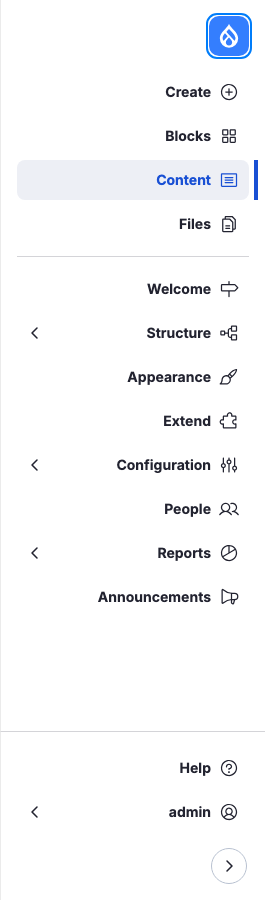 Create
Blocks
Content
Files
Welcome
Structure
Appearance
Extend
Configuration
People
Reports
Announcements
Help
admin